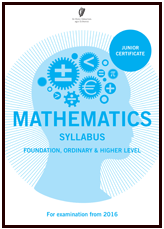 JUNIOR
CERTIFICATE
MATHEMATICS
SYLLABUS
FOUNDATION, ORDINARY & HIGHER LEVEL
For examination from 2016